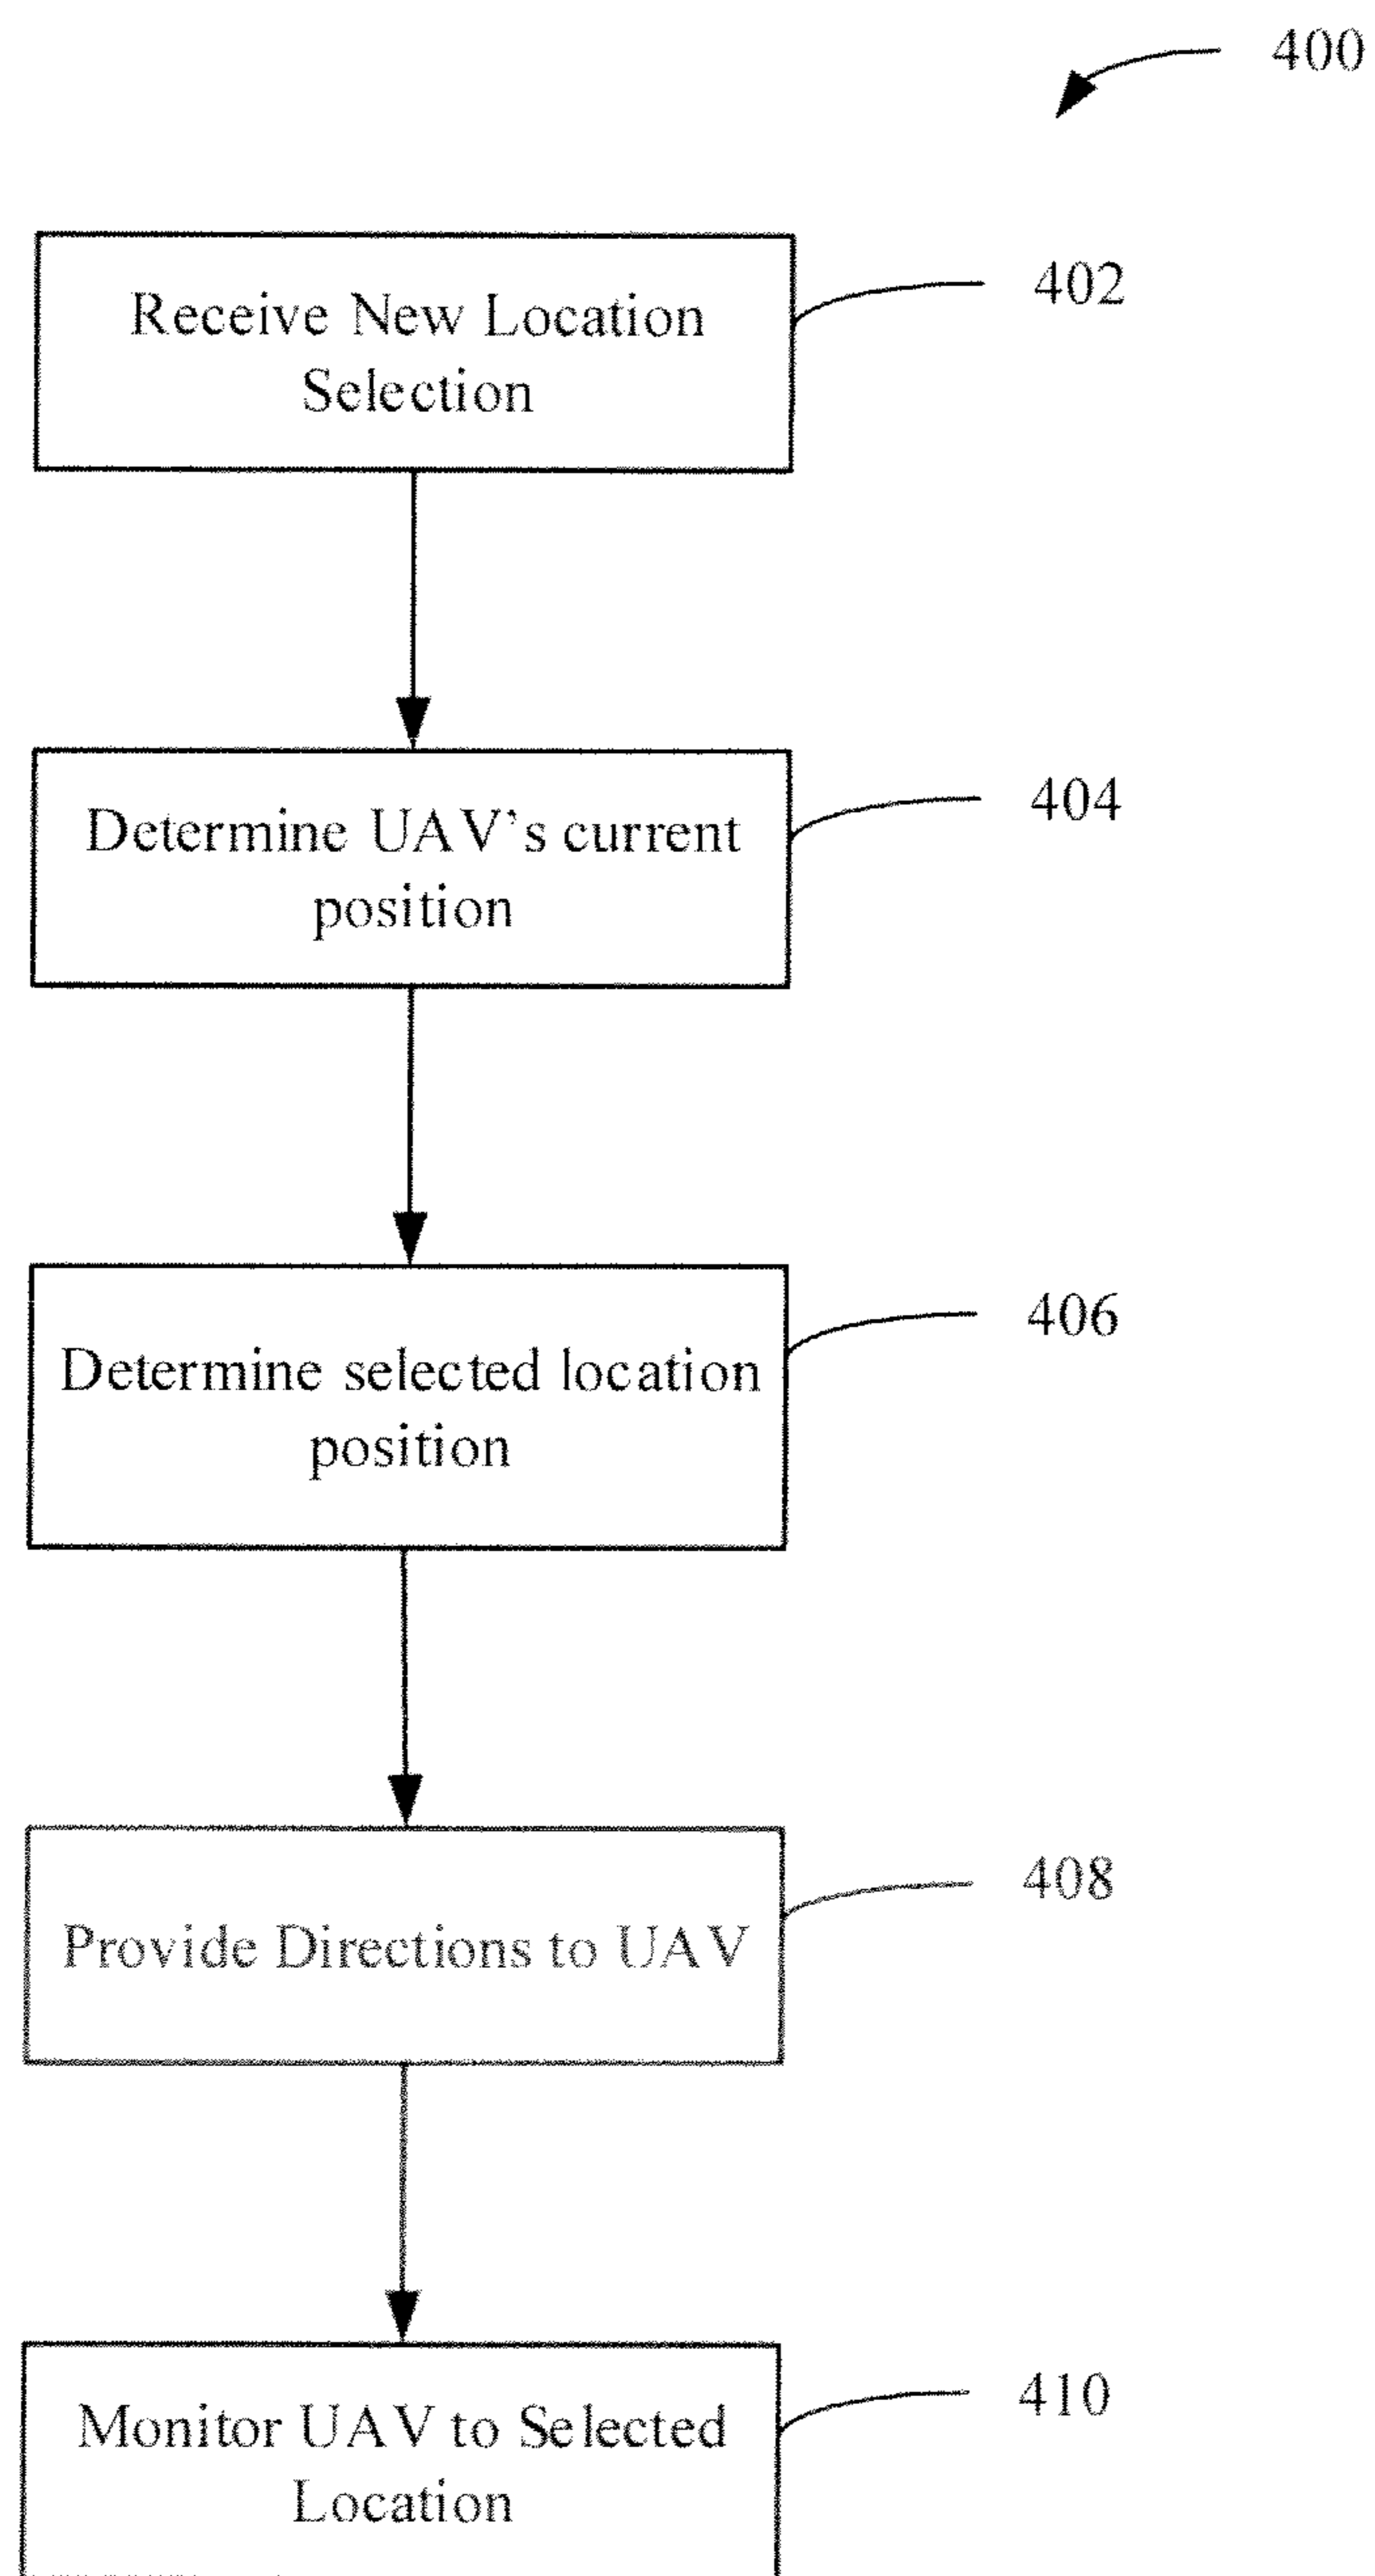 400
Receive New Location
Selection
402
Determine UAV’s current
position
404
Determine selected location
position
406
Provide Directions to UAV
408
Monitor UAV to Selected
Location
410